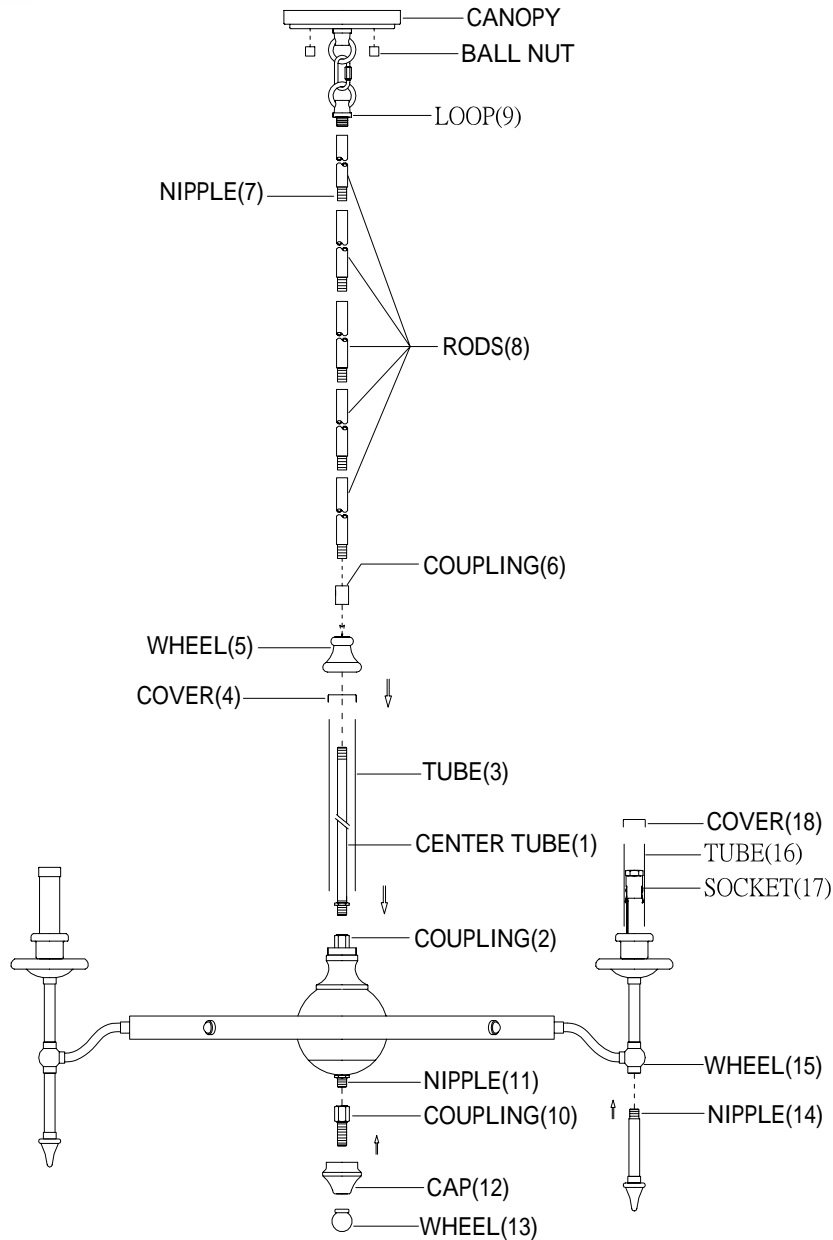 CANOPY
BALL NUT
LOOP(9)
NIPPLE(7)
RODS(8)
COUPLING(6)
WHEEL(5)
COVER(4)
TUBE(3)
COVER(18)
CENTER TUBE(1)
TUBE(16)
SOCKET(17)
COUPLING(2)
WHEEL(15)
NIPPLE(11)
COUPLING(10)
NIPPLE(14)
CAP(12)
WHEEL(13)